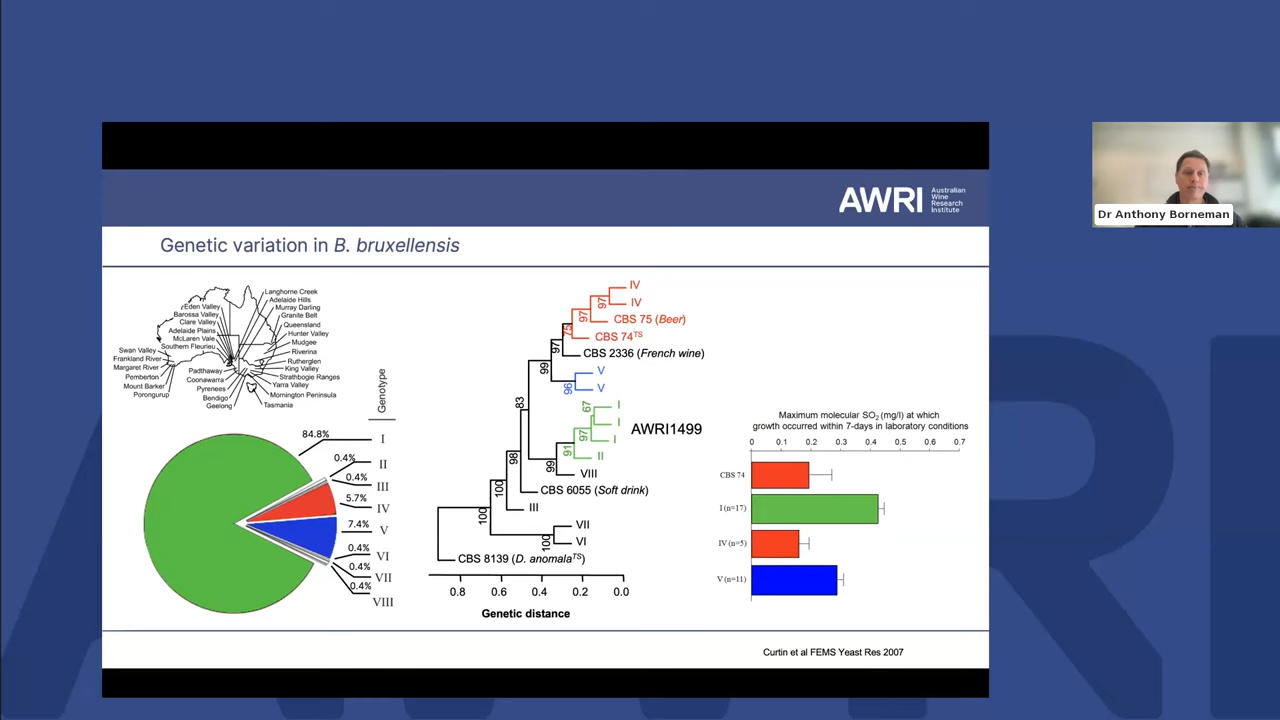 AWRI
Australian
Wine
Research
Institute
Dr Anthony Borneman
Genetic variation in B. bruxellensis
Langhorne Creek
Adelaide Hills
Murray Darling
Granite Belt
Queensland
Hunter Valley
Mudgee
Riverina
Rutherglen
King Valley
Strathbogie Ranges
Yarra Valley
Mornington Peninsula
Tasmania
Eden Valley
Barossa Valley
Clare Valley
Adelaide Plains
McLaren Vale
Southern Fleurieu
Swan Valley
Frankland River
Margaret River
Pemberton
Mount Barker
Porongurup
Padthaway
Coonawarra
Pyrenees
Bendigo
Geelong
Genotype
84.8% I
0.4% II
0.4% III
5.7% IV
7.4% V
0.4% VI
0.4% VII
0.4% VIII
IV
IV
CBS 75 (Beer)
CBS 74TS
CBS 2336 (French wine)
V
V
I
I
I
II
AWRI1499
VIII
CBS 6055 (Soft drink)
III
VII
VI
CBS 8139 (D. anomalaTS)
97
97
75
97
99
96
83
67
97
91
99
98
100
100
100
0.8 0.6 0.4 0.2 0.0
Genetic distance
Maximum molecular SO2 (mg/l) at which
growth occurred within 7-days in laboratory conditions
0 0.1 0.2 0.3 0.4 0.5 0.6 0.7
CBS 74
I (n=17)
IV (n=5)
V (n=11)
Curtin et al FEMS Yeast Res 2007